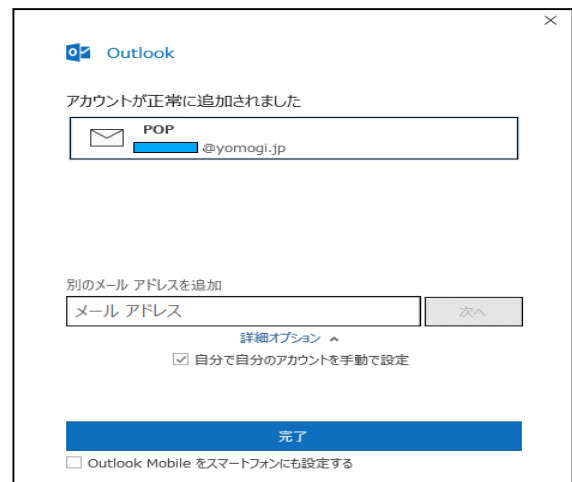 Outlook
アカウントが正常に追加されました
POP
@yomogi.jp
別のメール アドレスを追加
メール アドレス
次へ
詳細オプション
自分で自分のアカウントを手動で設定
完了
Outlook Mobile をスマートフォンにも設定する